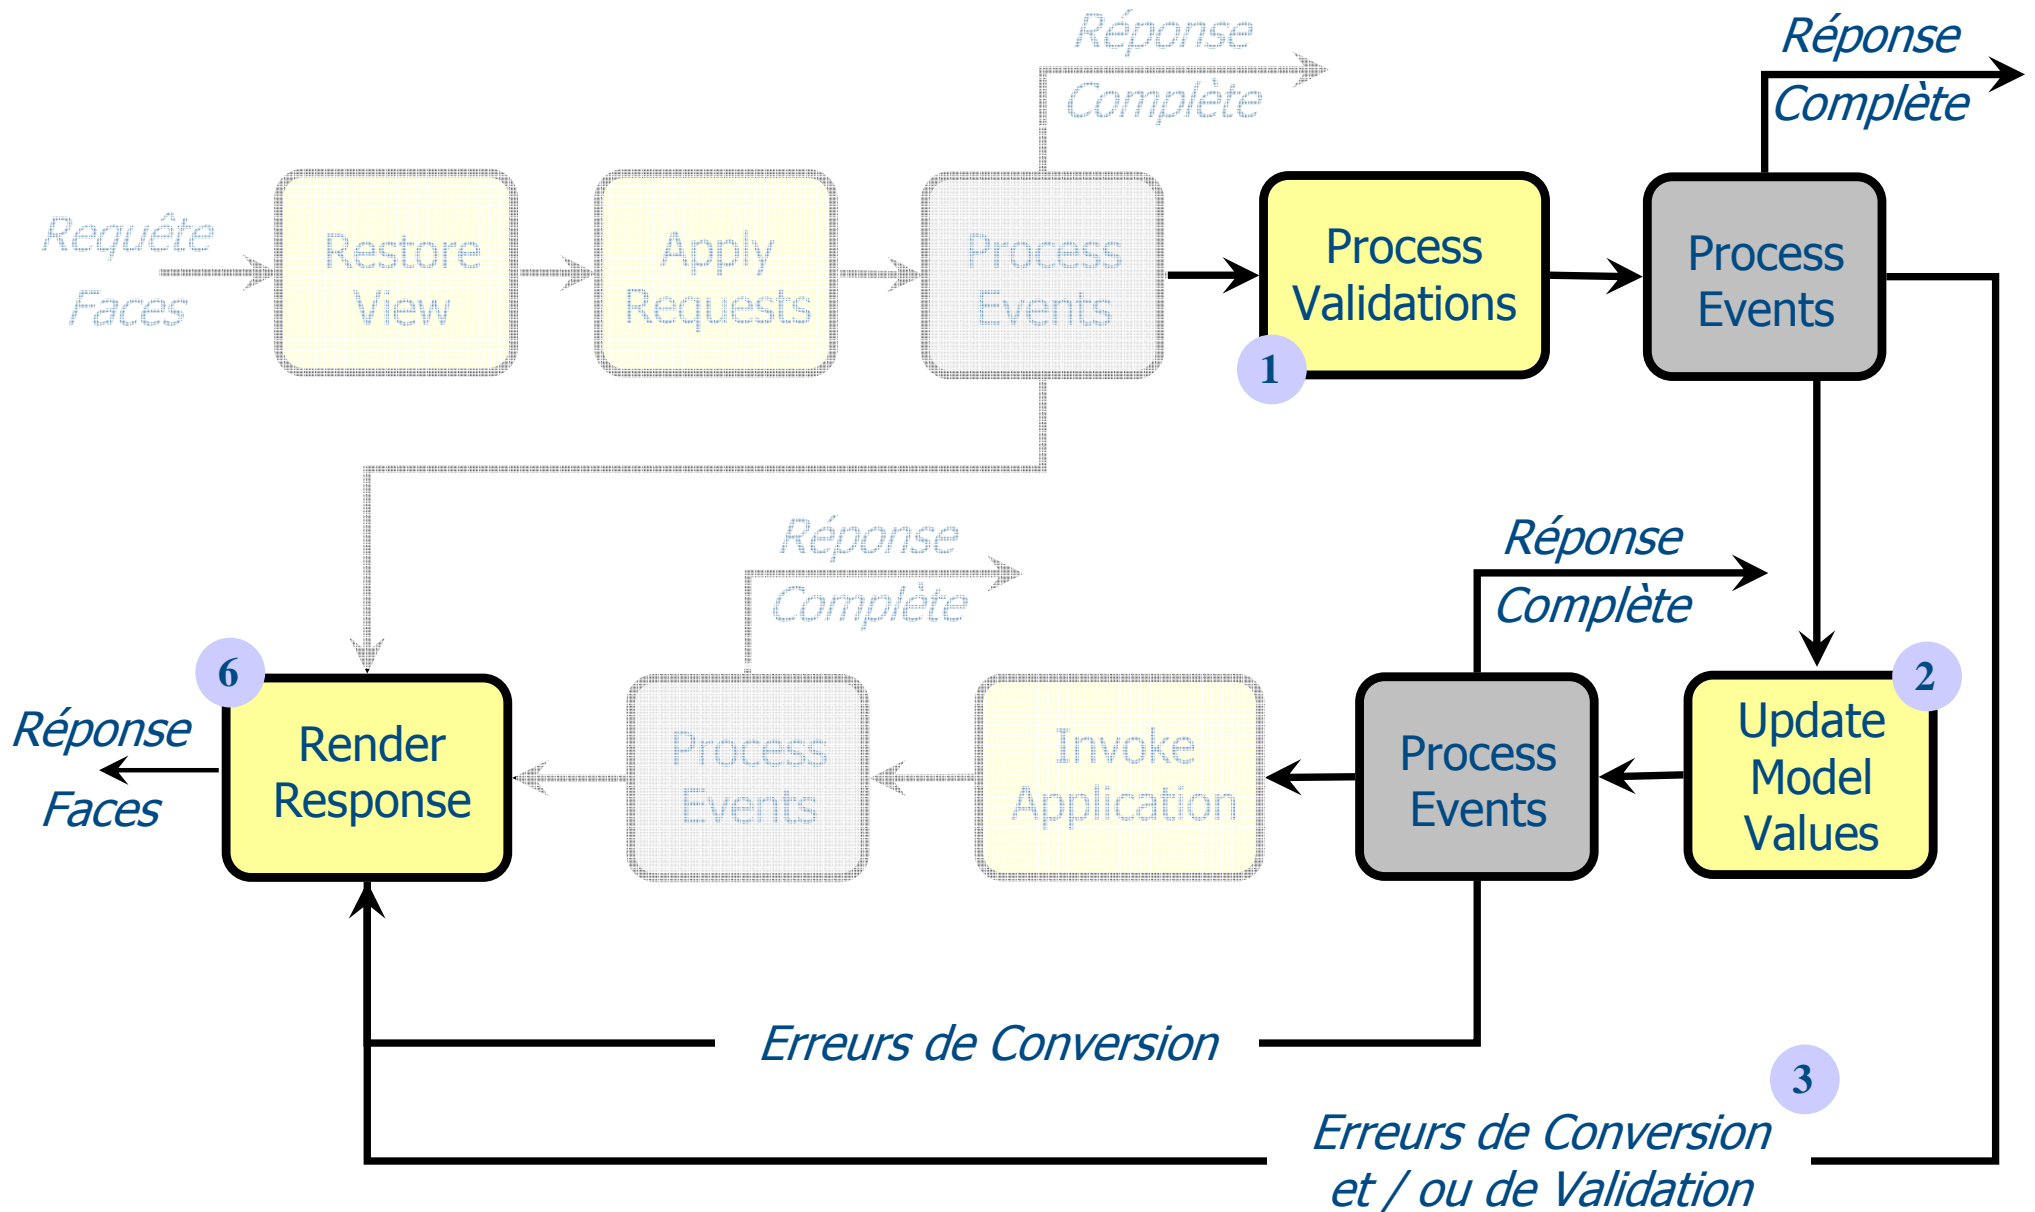 Réponse
Complète
Réponse
Complète
Requête
Faces
Restore
View
Apply
Requests
Process
Events
Process
Validations
1
Process
Events
Réponse
Complète
Réponse
Complète
6
2
Réponse
Faces
Render
Response
Process
Events
Invoke
Application
Process
Events
Update
Model
Values
Erreurs de Conversion
3
Erreurs de Conversion
et / ou de Validation